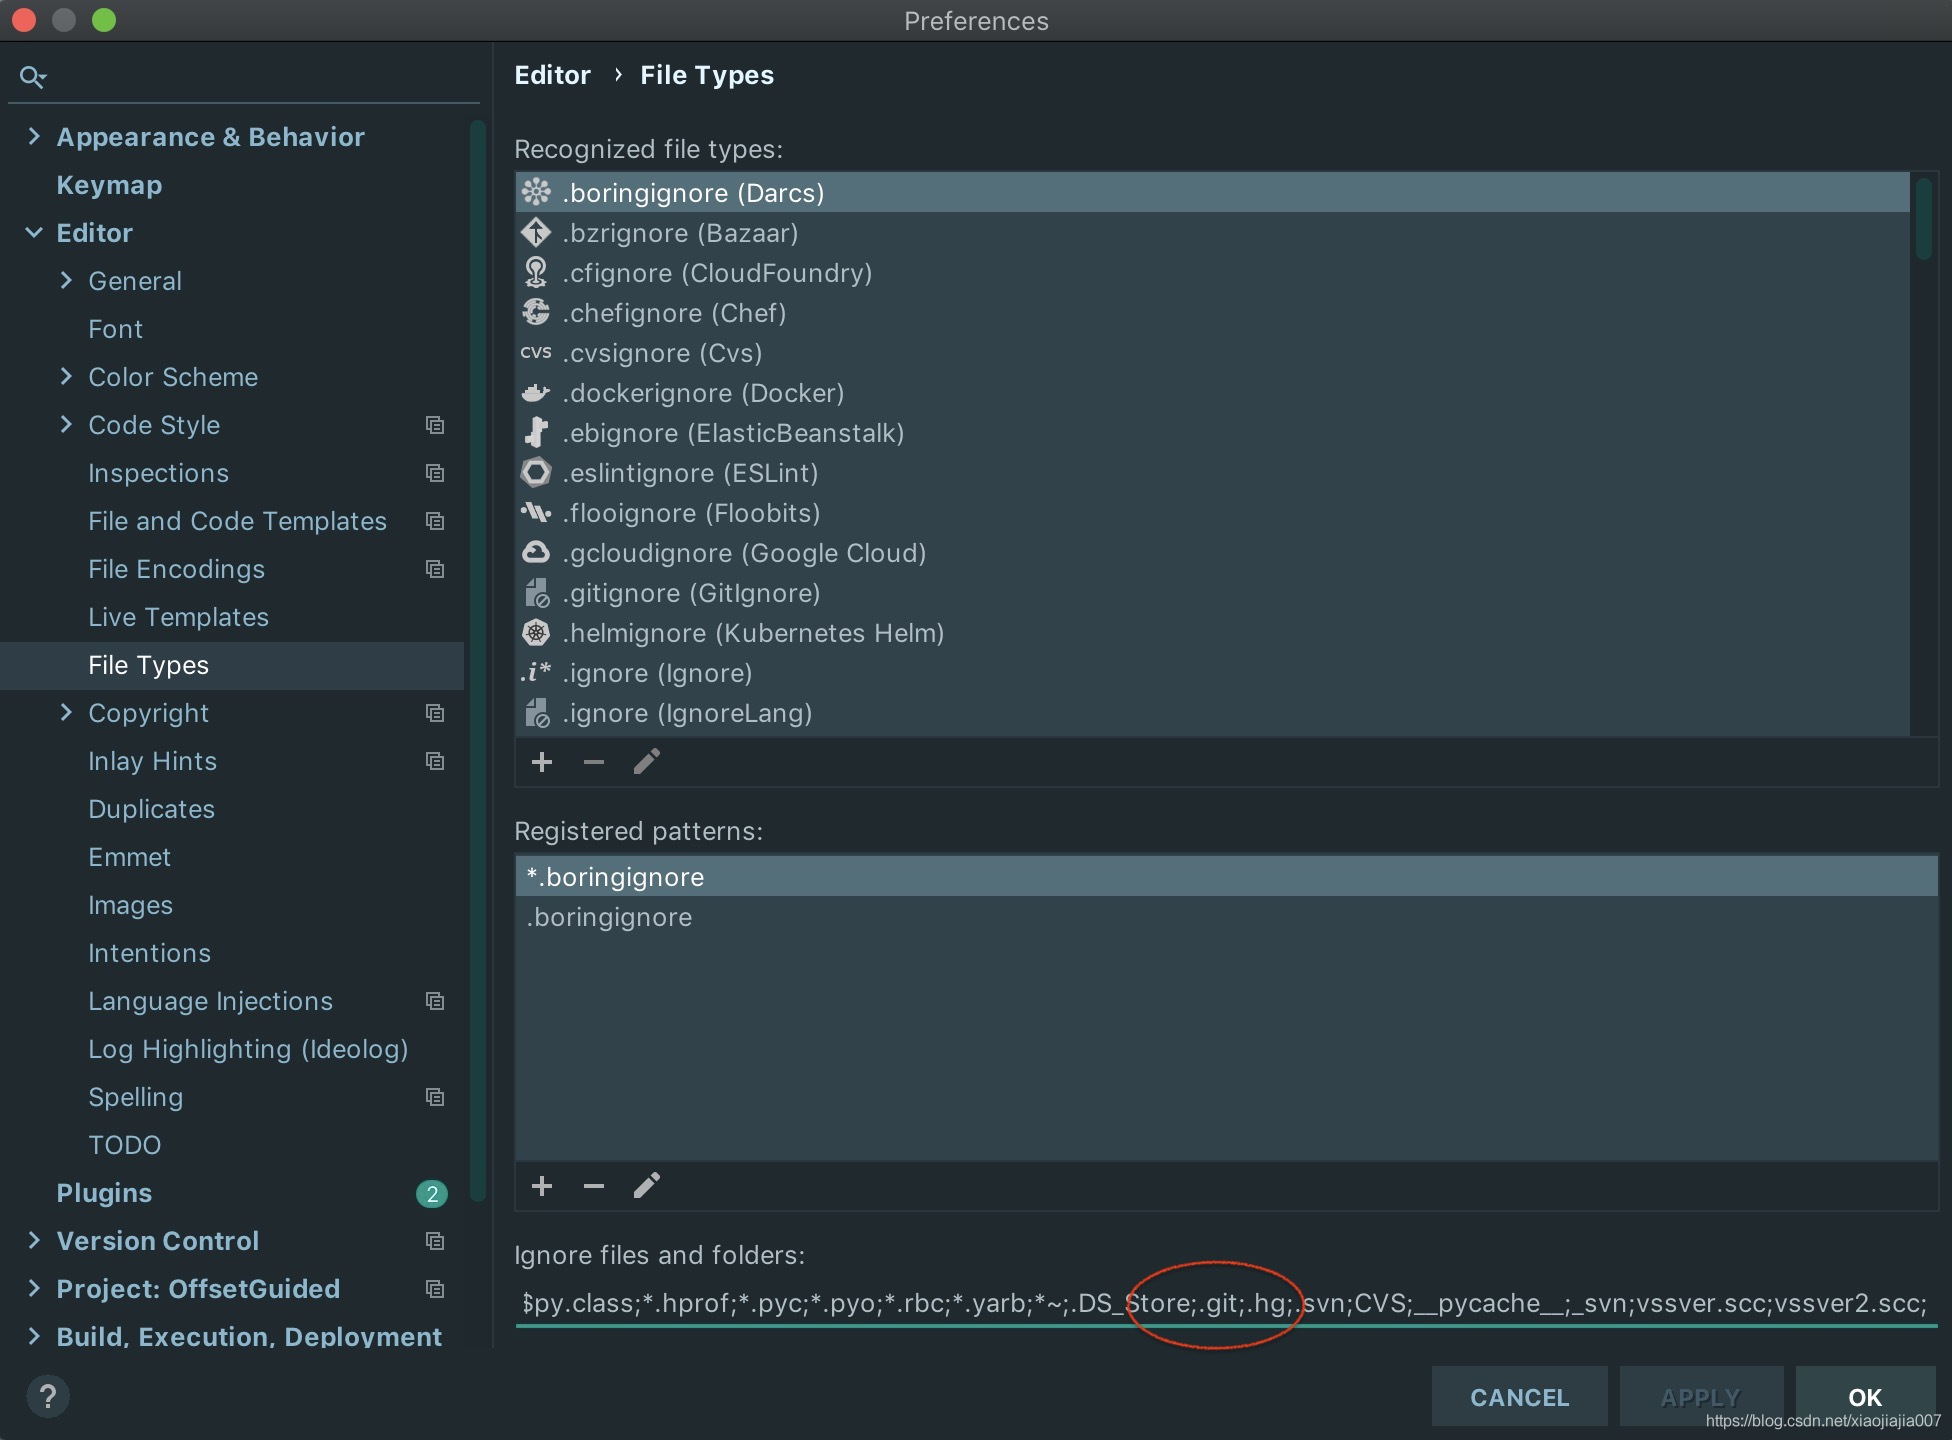 Preferences
Appearance & Behavior
Keymap
Editor
General
Font
Color Scheme
Code Style
Inspections
File and Code Templates
File Encodings
Live Templates
File Types
Copyright
Inlay Hints
Duplicates
Emmet
Images
Intentions
Language Injections
Log Highlighting (Ideolog)
Spelling
TODO
Plugins 2
Version Control
Project: OffsetGuided
Build, Execution, Deployment
?
Editor › File Types
Recognized file types:
.boringignore (Darcs)
.bzrignore (Bazaar)
.cfignore (CloudFoundry)
.chefignore (Chef)
cvs .cvsignore (Cvs)
.dockerignore (Docker)
.ebignore (ElasticBeanstalk)
.eslintignore (ESLint)
.flooignore (Floobits)
.gcloudignore (Google Cloud)
.gitignore (GitIgnore)
.helmignore (Kubernetes Helm)
.i* .ignore (Ignore)
.ignore (IgnoreLang)
Registered patterns:
*.boringignore
.boringignore
Ignore files and folders:
$py.class;*.hprof;*.pyc;*.pyo;*.rbc;*.yarb;*~;.DS_Store;.git;.hg;.svn;CVS;__pycache__;_svn;vssver.scc;vssver2.scc;
CANCEL
APPLY
OK
https://blog.csdn.net/xiaojiajia007